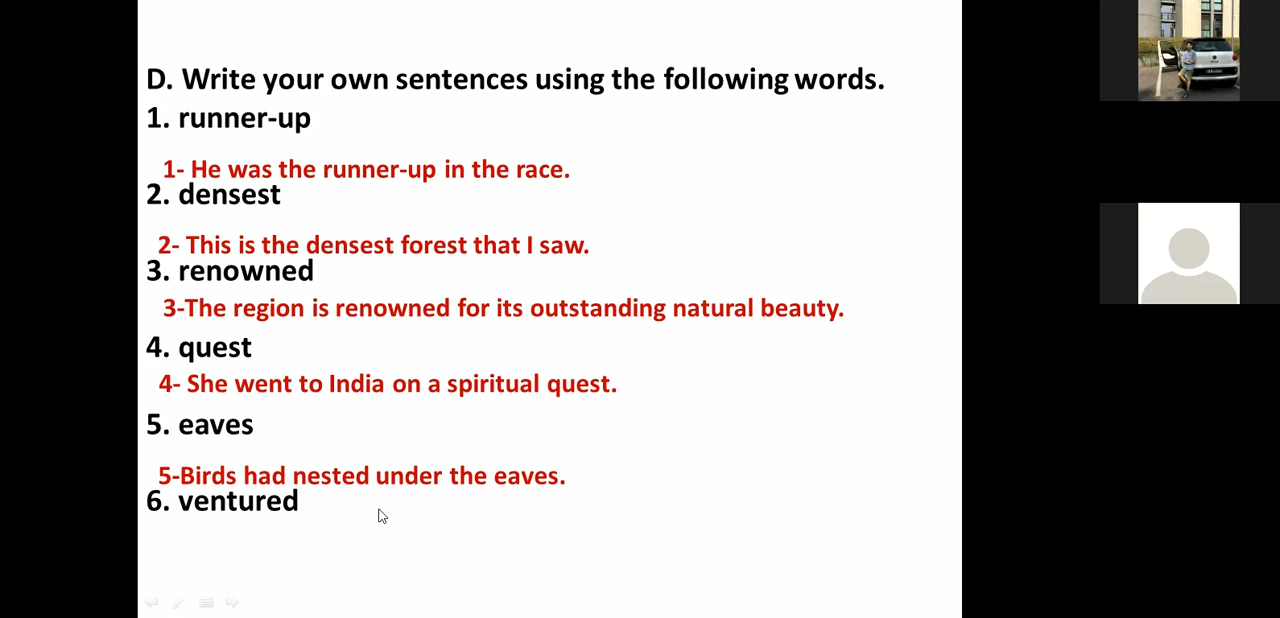 D. Write your own sentences using the following words.
1. runner-up
1- He was the runner-up in the race.
2. densest
2- This is the densest forest that I saw.
3. renowned
3-The region is renowned for its outstanding natural beauty.
4. quest
4- She went to India on a spiritual quest.
5. eaves
5-Birds had nested under the eaves.
6. ventured